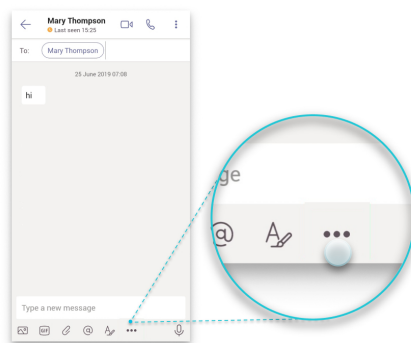 Mary Thompson
Last seen 15:25
To: Mary Thompson
25 June 2019 07:08
hi
ge
@ A
Type a new message
GIF @ A